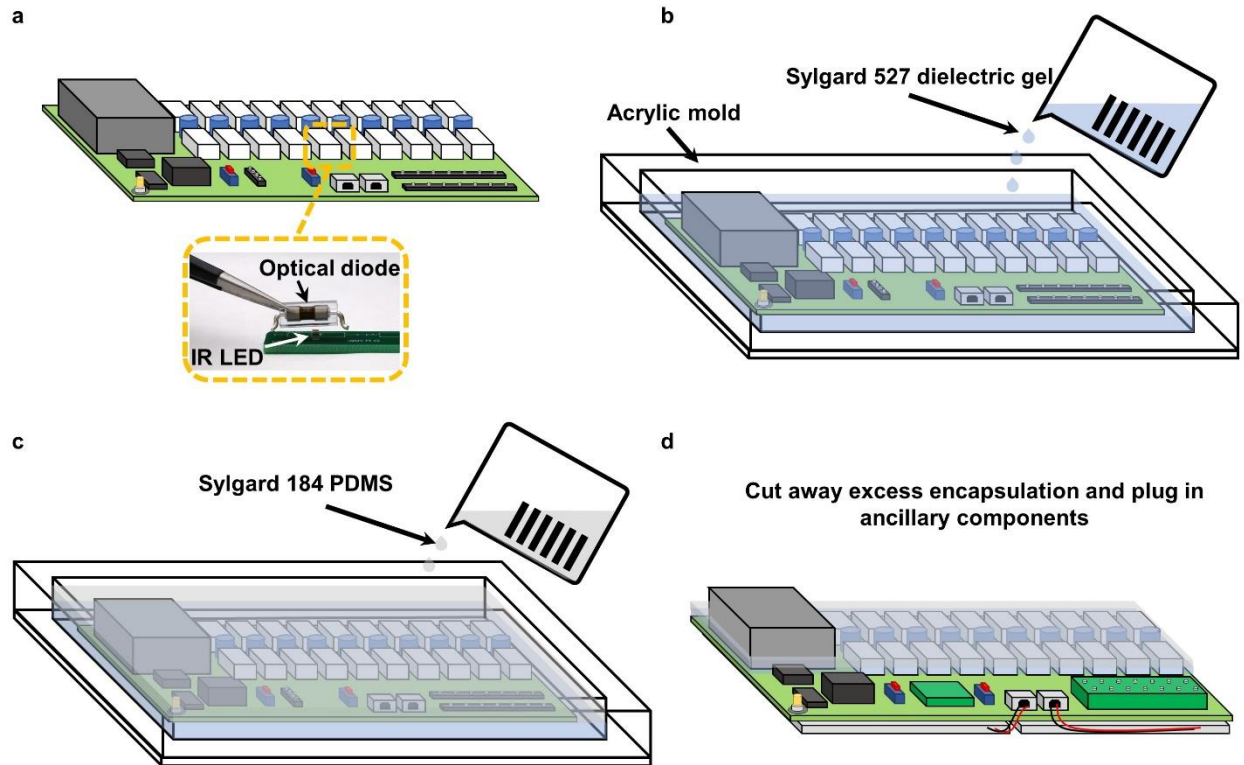 a
Optical diode
IR LED
b
Sylgard 527 dielectric gel
Acrylic mold
c
Sylgard 184 PDMS
d
Cut away excess encapsulation and plug in
ancillary components